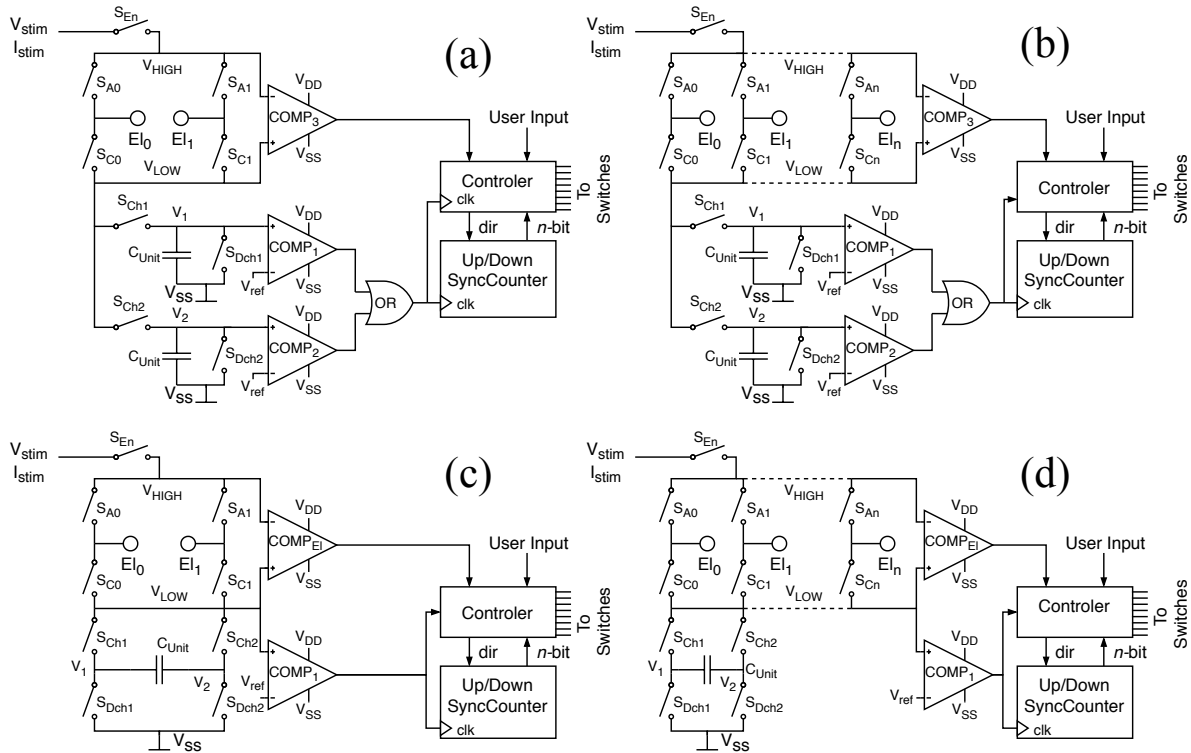 S_En
V_stim
I_stim
(a)
V_HIGH
S_A0
S_A1
V_DD
COMP_3
V_SS
El_0
El_1
User Input
S_C0
S_C1
V_LOW
Controler
clk
To Switches
S_Ch1
V_1
V_DD
dir
n-bit
C_Unit
S_Dch1
COMP_1
V_SS
V_ref
V_SS
Up/Down
SyncCounter
clk
OR
S_Ch2
V_2
V_DD
C_Unit
S_Dch2
COMP_2
V_ref
V_SS
V_SS
S_En
V_stim
I_stim
(b)
V_HIGH
S_A0
S_A1
S_An
V_DD
COMP_3
V_SS
El_0
El_1
El_n
User Input
S_C0
S_C1
S_Cn
V_LOW
Controler
To Switches
S_Ch1
V_1
V_DD
dir
n-bit
C_Unit
S_Dch1
COMP_1
V_SS
V_ref
V_SS
Up/Down
SyncCounter
clk
OR
S_Ch2
V_2
V_DD
C_Unit
S_Dch2
COMP_2
V_ref
V_SS
V_SS
S_En
V_stim
I_stim
(c)
V_HIGH
S_A0
S_A1
V_DD
COMP_El
V_SS
El_0
El_1
User Input
S_C0
S_C1
V_LOW
Controler
To Switches
S_Ch1
C_Unit
S_Ch2
V_DD
V_1
V_2
COMP_1
dir
n-bit
V_ref
S_Dch1
S_Dch2
V_SS
Up/Down
SyncCounter
clk
V_SS
S_En
V_stim
I_stim
(d)
V_HIGH
S_A0
S_A1
S_An
V_DD
COMP_El
V_SS
El_0
El_1
El_n
User Input
S_C0
S_C1
S_Cn
V_LOW
Controler
To Switches
S_Ch1
S_Ch2
V_DD
V_1
V_2
C_Unit
COMP_1
dir
n-bit
V_ref
S_Dch1
S_Dch2
V_SS
Up/Down
SyncCounter
clk
V_SS